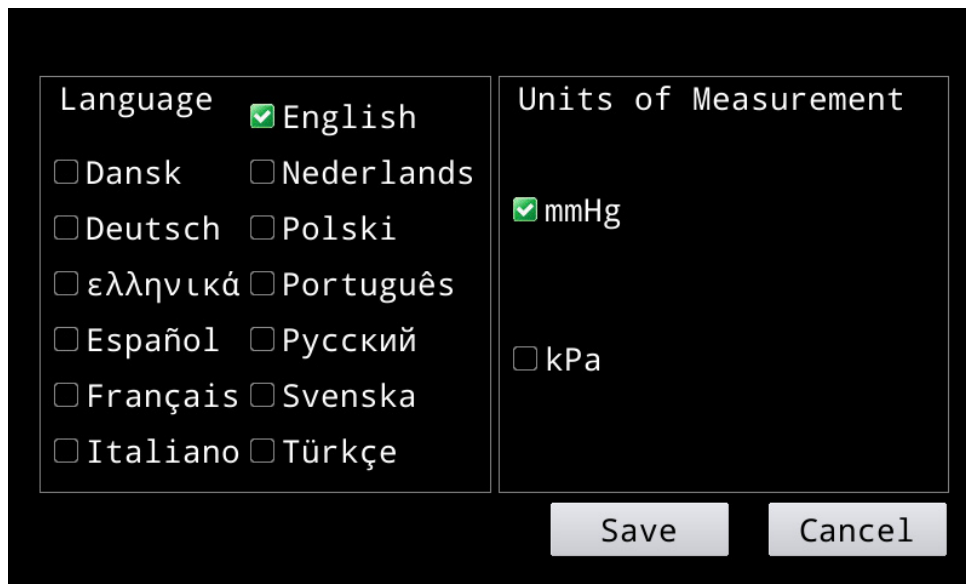 Language
English
Dansk
Nederlands
Deutsch
Polski
ελληνικά
Português
Español
Русский
Français
Svenska
Italiano
Türkçe
Units of Measurement
mmHg
kPa
Save
Cancel